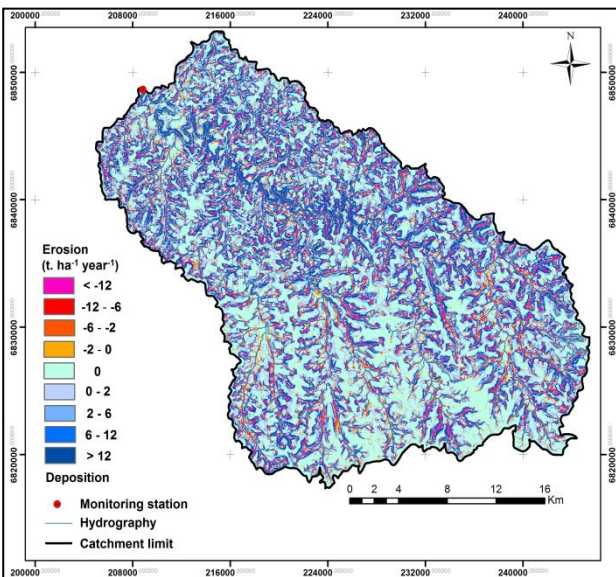 200000 208000 216000 224000 232000 240000
N
6850000 6850000
6840000 6840000
6830000 6830000
6820000 6820000
Erosion
(t. ha⁻¹ year⁻¹)
< -12
-12 - -6
-6 - -2
-2 - 0
0
0 - 2
2 - 6
6 - 12
> 12
Deposition
Monitoring station
Hydrography
Catchment limit
0 2 4 8 12 16
Km
200000 208000 216000 224000 232000 240000